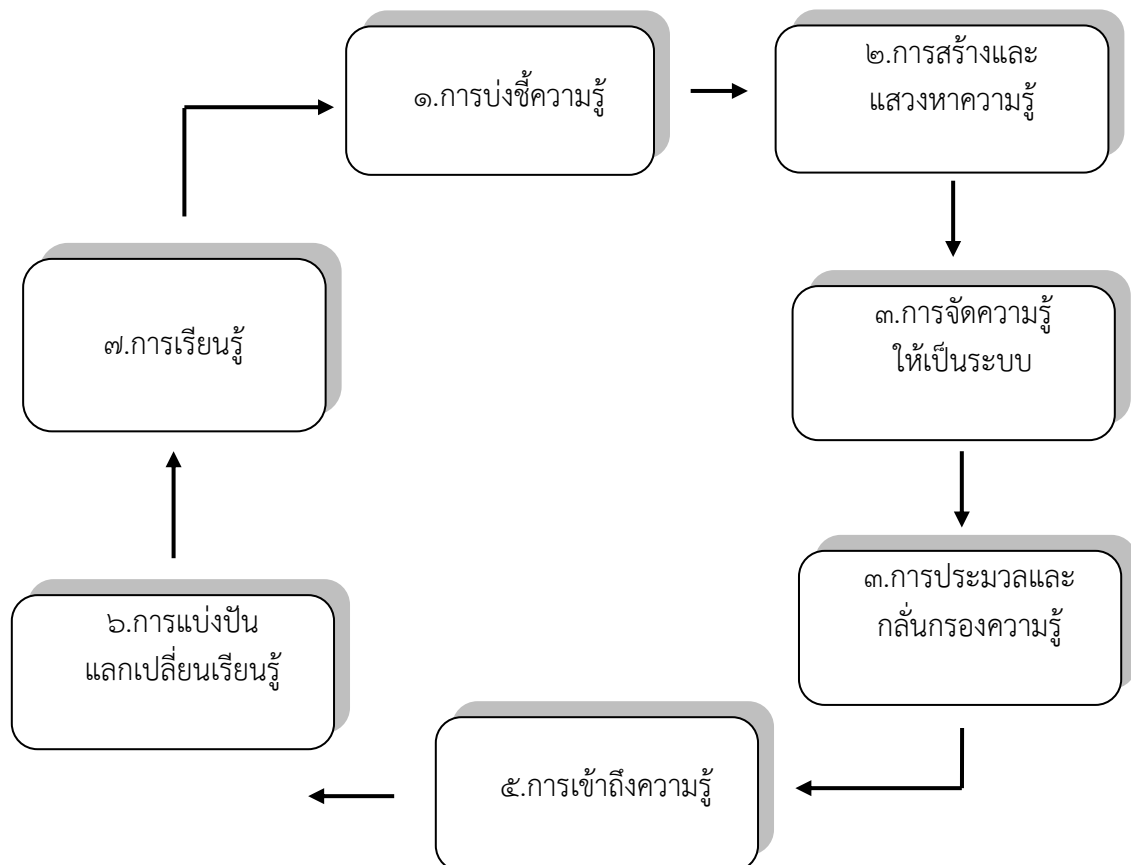 ๑.การบ่งชี้ความรู้
๒.การสร้างและ
แสวงหาความรู้
๓.การจัดความรู้
ให้เป็นระบบ
๓.การประมวลและ
กลั่นกรองความรู้
๕.การเข้าถึงความรู้
๖.การแบ่งปัน
แลกเปลี่ยนเรียนรู้
๗.การเรียนรู้